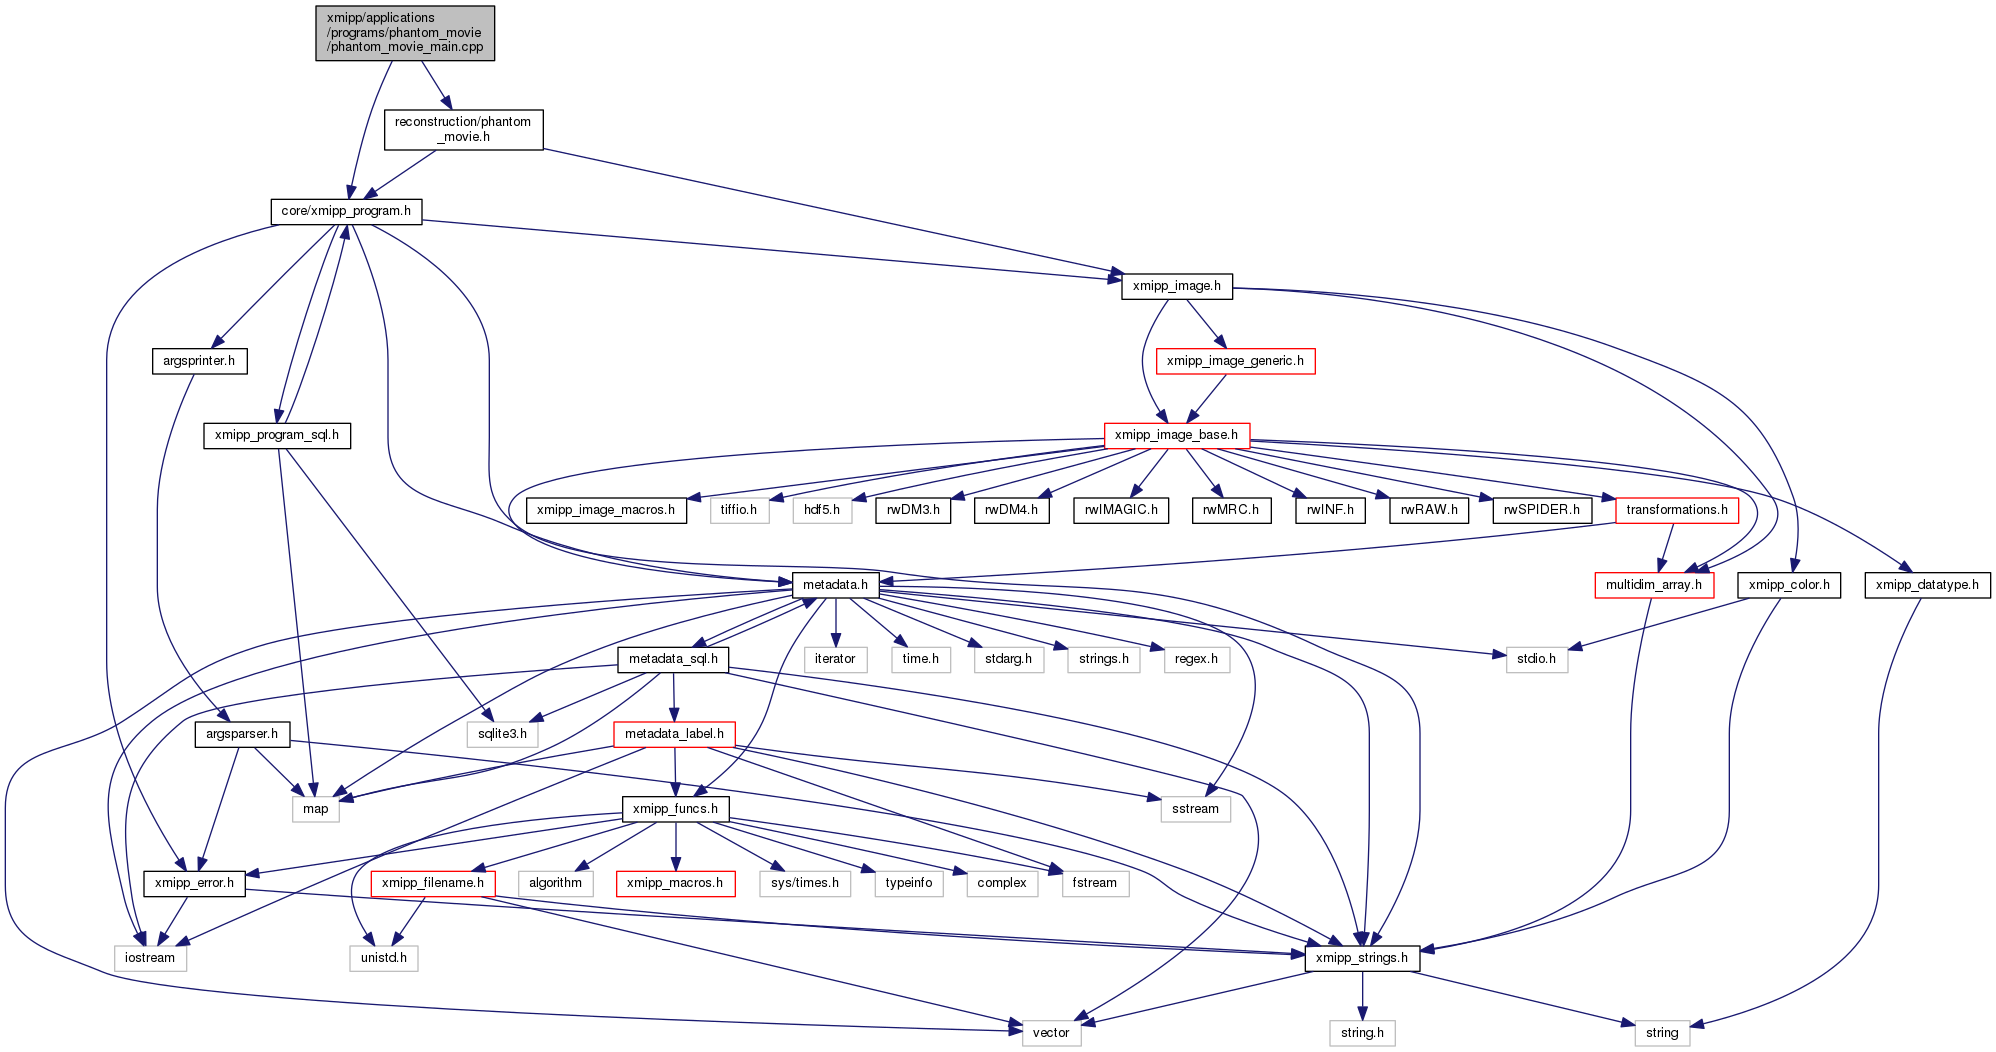 xmipp/applications
/programs/phantom_movie
/phantom_movie_main.cpp
reconstruction/phantom
_movie.h
core/xmipp_program.h
xmipp_image.h
argsprinter.h
xmipp_image_generic.h
xmipp_program_sql.h
xmipp_image_base.h
xmipp_image_macros.h
tiffio.h
hdf5.h
rwDM3.h
rwDM4.h
rwIMAGIC.h
rwMRC.h
rwINF.h
rwRAW.h
rwSPIDER.h
transformations.h
metadata.h
multidim_array.h
xmipp_color.h
xmipp_datatype.h
metadata_sql.h
iterator
time.h
stdarg.h
strings.h
regex.h
stdio.h
argsparser.h
sqlite3.h
metadata_label.h
map
xmipp_funcs.h
sstream
xmipp_error.h
xmipp_filename.h
algorithm
xmipp_macros.h
sys/times.h
typeinfo
complex
fstream
iostream
unistd.h
xmipp_strings.h
vector
string.h
string